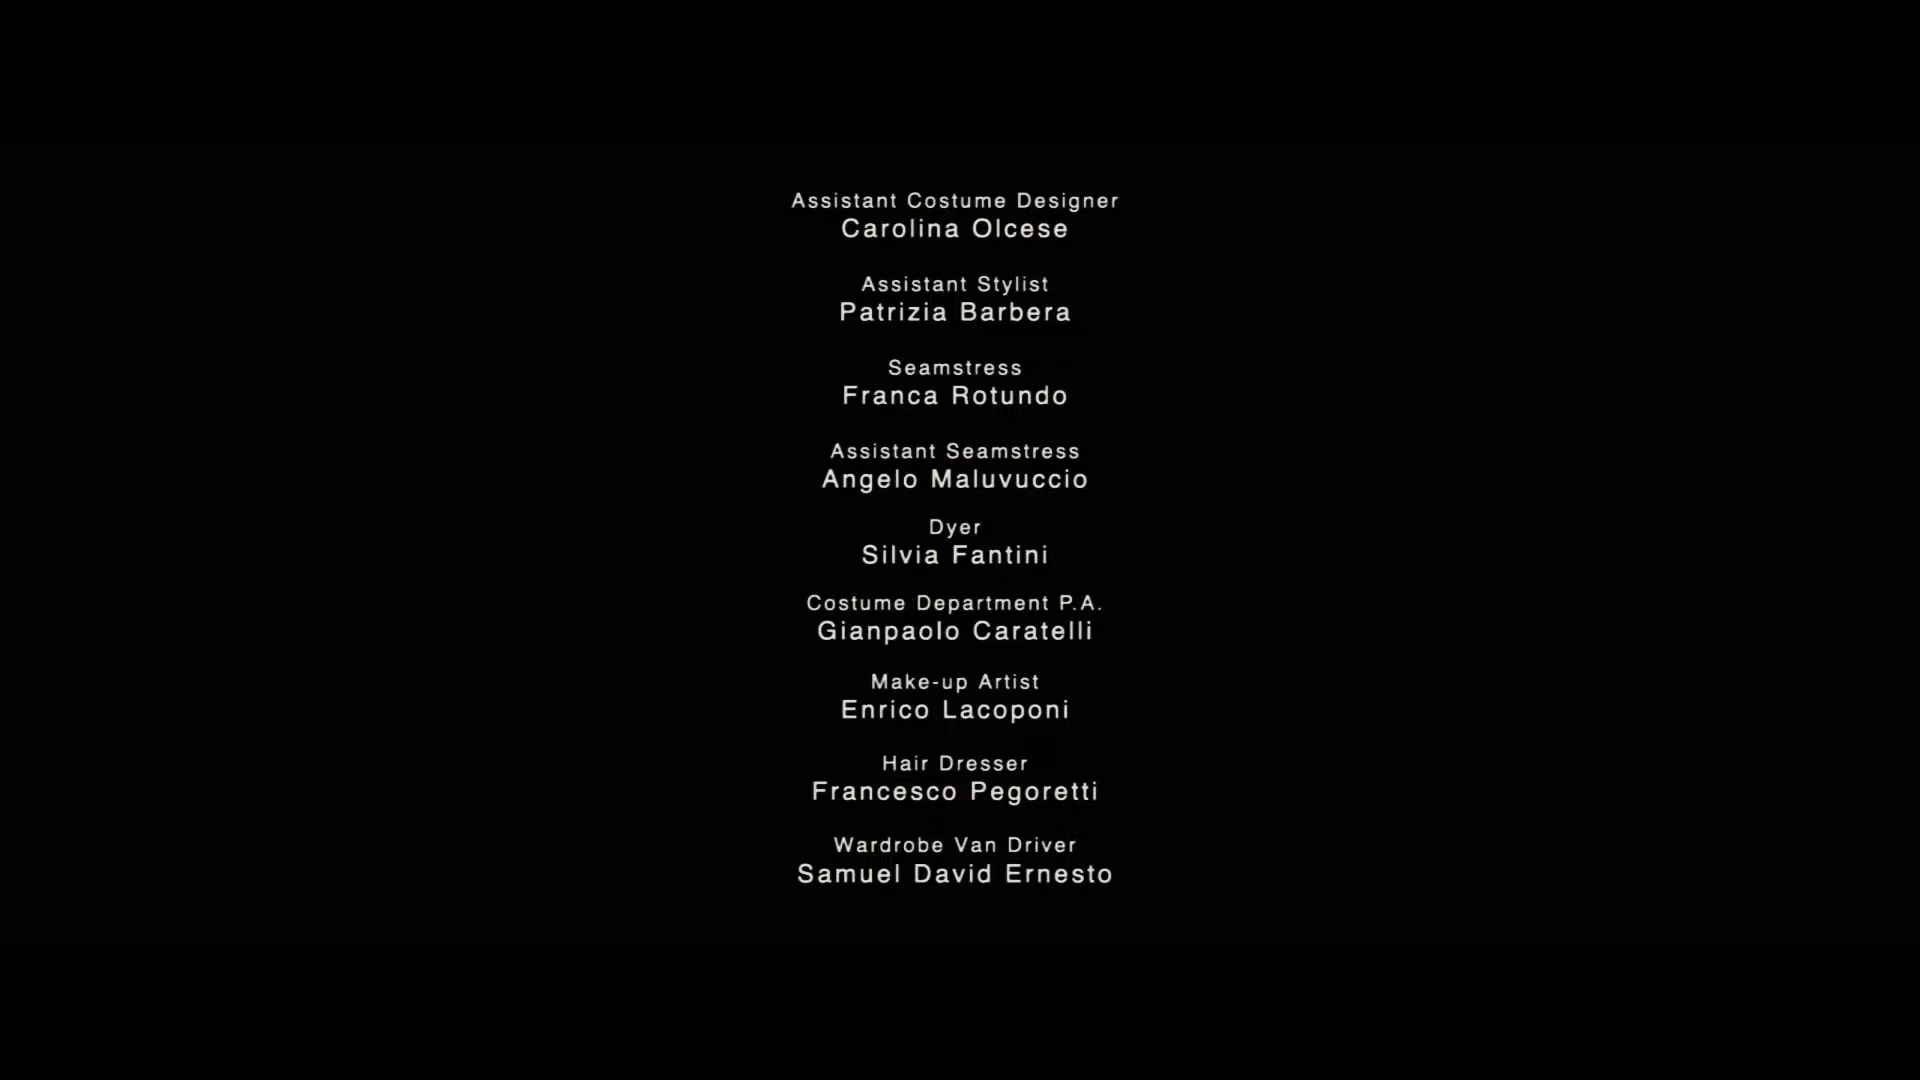 Assistant Costume Designer
Carolina Olcese
Assistant Stylist
Patrizia Barbera
Seamstress
Franca Rotundo
Assistant Seamstress
Angelo Maluvuccio
Dyer
Silvia Fantini
Costume Department P.A.
Gianpaolo Caratelli
Make-up Artist
Enrico Lacoponi
Hair Dresser
Francesco Pegoretti
Wardrobe Van Driver
Samuel David Ernesto